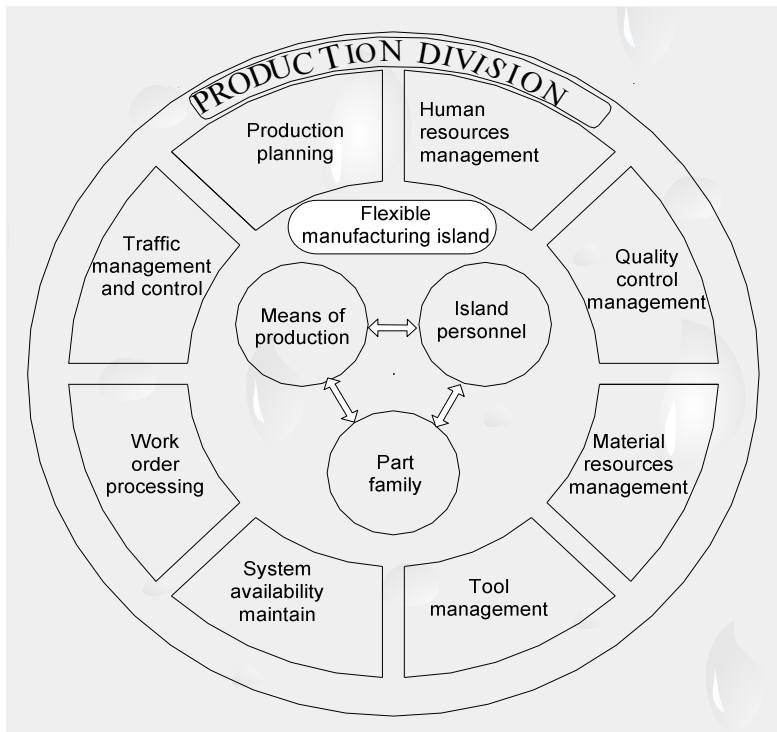 PRODUCTION DIVISION
Production
planning
Human
resources
management
Flexible
manufacturing island
Traffic
management
and control
Quality
control
management
Means of
production
Island
personnel
Part
family
Work
order
processing
Material
resources
management
System
availability
maintain
Tool
management